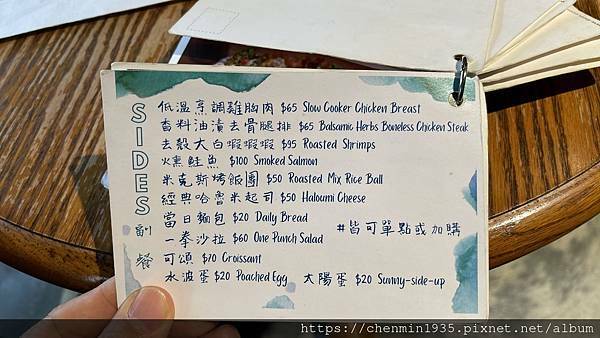 SIDES 副餐
低溫烹調雞胸肉 $65 Slow Cooker Chicken Breast
香料油漬去骨雞腿排 $65 Balsamic Herbs Boneless Chicken Steak
去殼大白蝦蝦蝦 $95 Roasted Shrimps
燻鮭魚 $100 Smoked Salmon
米克斯烤飯團 $50 Roasted Mix Rice Ball
經典哈魯米起司 $50 Haloumi Cheese
當日麵包 $20 Daily Bread
#皆可單點或加購
一拳沙拉 $60 One Punch Salad
可頌 $70 Croissant
水波蛋 $20 Poached Egg 太陽蛋 $20 Sunny-side-up
https://chenmin1935.pixnet.net/album